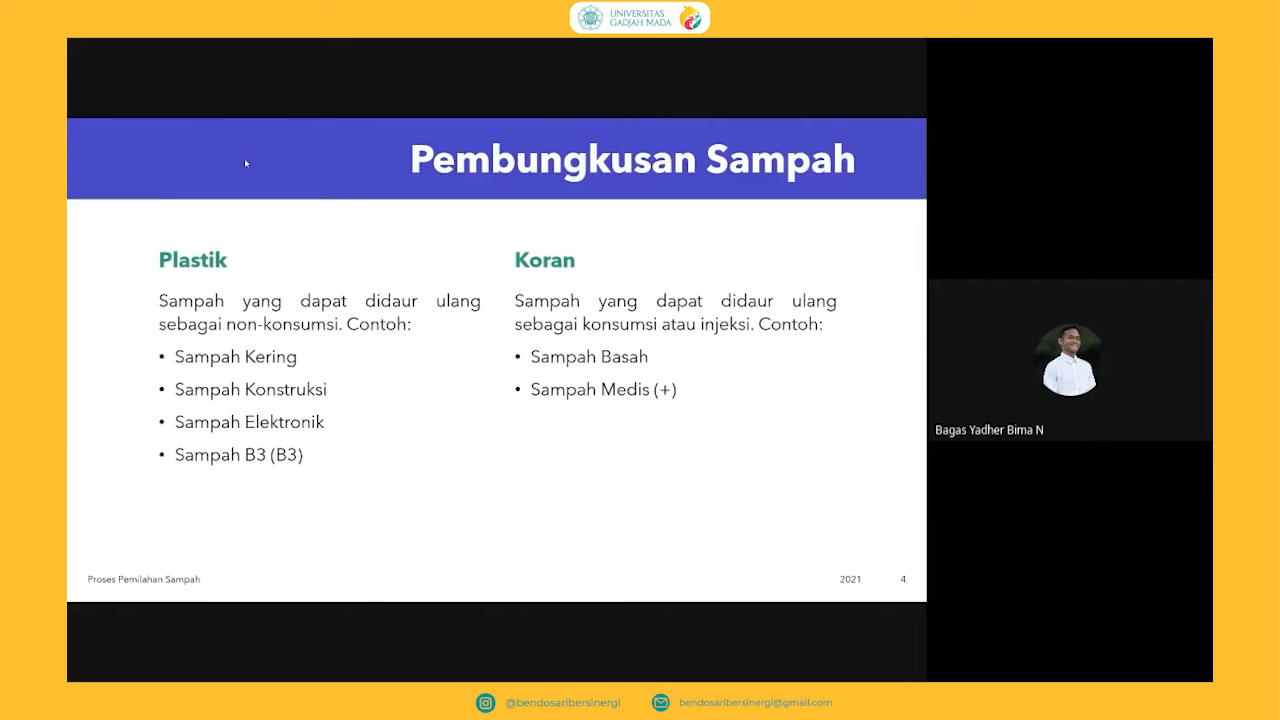 UNIVERSITAS
GADJAH MADA
Pembungkusan Sampah
Plastik
Sampah yang dapat didaur ulang
sebagai non-konsumsi. Contoh:
• Sampah Kering
• Sampah Konstruksi
• Sampah Elektronik
• Sampah B3 (B3)
Koran
Sampah yang dapat didaur ulang
sebagai konsumsi atau injeksi. Contoh:
• Sampah Basah
• Sampah Medis (+)
Proses Pemilahan Sampah
2021
4
Bagas Yadher Bima N
@bendosaribersinergi
bendosaribersinergi@gmail.com